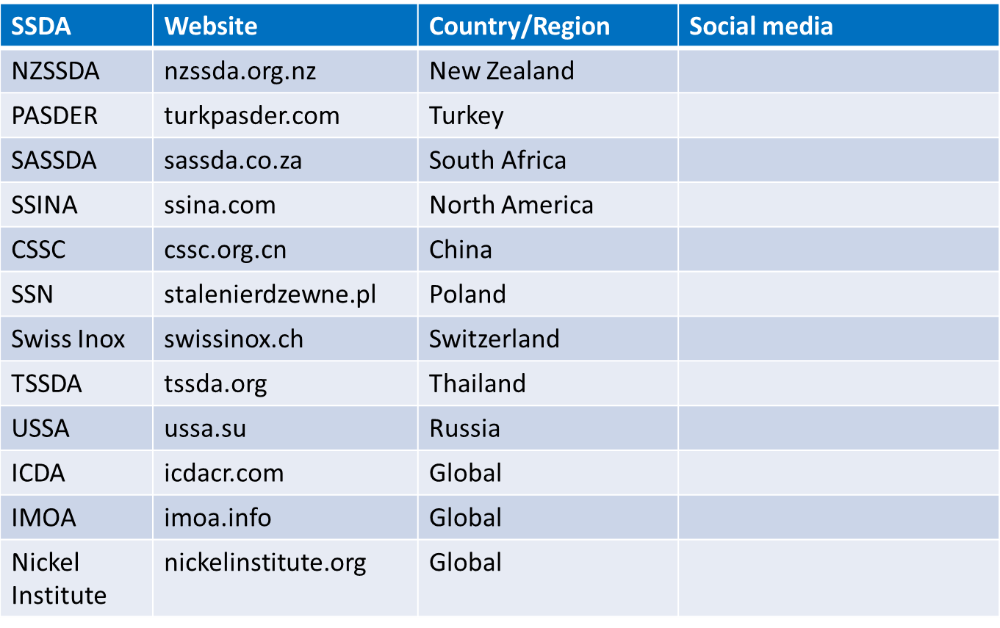 SSDA Website Country/Region Social media
NZSSDA nzssda.org.nz New Zealand
PASDER turkpasder.com Turkey
SASSDA sassda.co.za South Africa
SSINA ssina.com North America
CSSC cssc.org.cn China
SSN stalenierdzewne.pl Poland
Swiss Inox swissinox.ch Switzerland
TSSDA tssda.org Thailand
USSA ussa.su Russia
ICDA icdacr.com Global
IMOA imoa.info Global
Nickel nickelinstitute.org Global
Institute